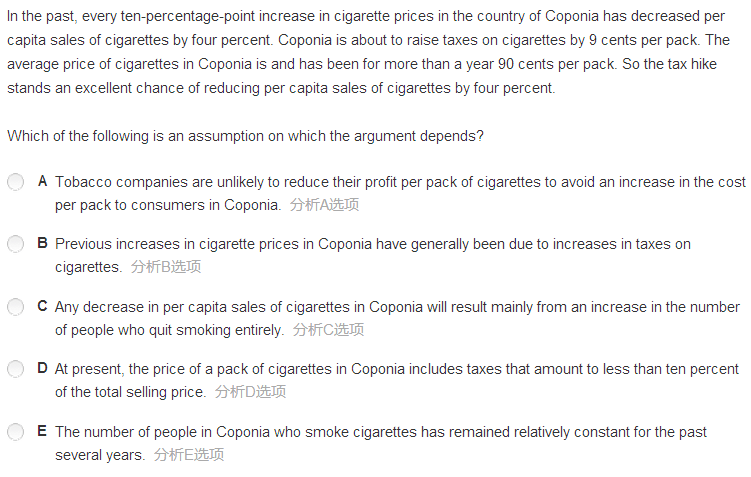 In the past, every ten-percentage-point increase in cigarette prices in the country of Coponia has decreased per
capita sales of cigarettes by four percent. Coponia is about to raise taxes on cigarettes by 9 cents per pack. The
average price of cigarettes in Coponia is and has been for more than a year 90 cents per pack. So the tax hike
stands an excellent chance of reducing per capita sales of cigarettes by four percent.
Which of the following is an assumption on which the argument depends?
A Tobacco companies are unlikely to reduce their profit per pack of cigarettes to avoid an increase in the cost
per pack to consumers in Coponia. 分析A选项
B Previous increases in cigarette prices in Coponia have generally been due to increases in taxes on
cigarettes. 分析B选项
C Any decrease in per capita sales of cigarettes in Coponia will result mainly from an increase in the number
of people who quit smoking entirely. 分析C选项
D At present, the price of a pack of cigarettes in Coponia includes taxes that amount to less than ten percent
of the total selling price. 分析D选项
E The number of people in Coponia who smoke cigarettes has remained relatively constant for the past
several years. 分析E选项